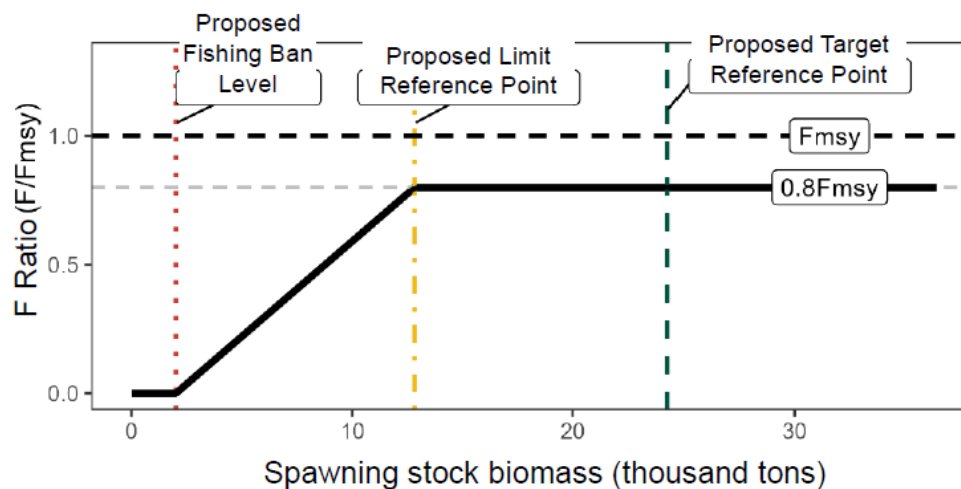 Proposed
Fishing Ban
Level
Proposed Limit
Reference Point
Proposed Target
Reference Point
F Ratio (F/Fmsy)
1.0
0.5
0.0
Fmsy
0.8Fmsy
0
10
20
30
Spawning stock biomass (thousand tons)